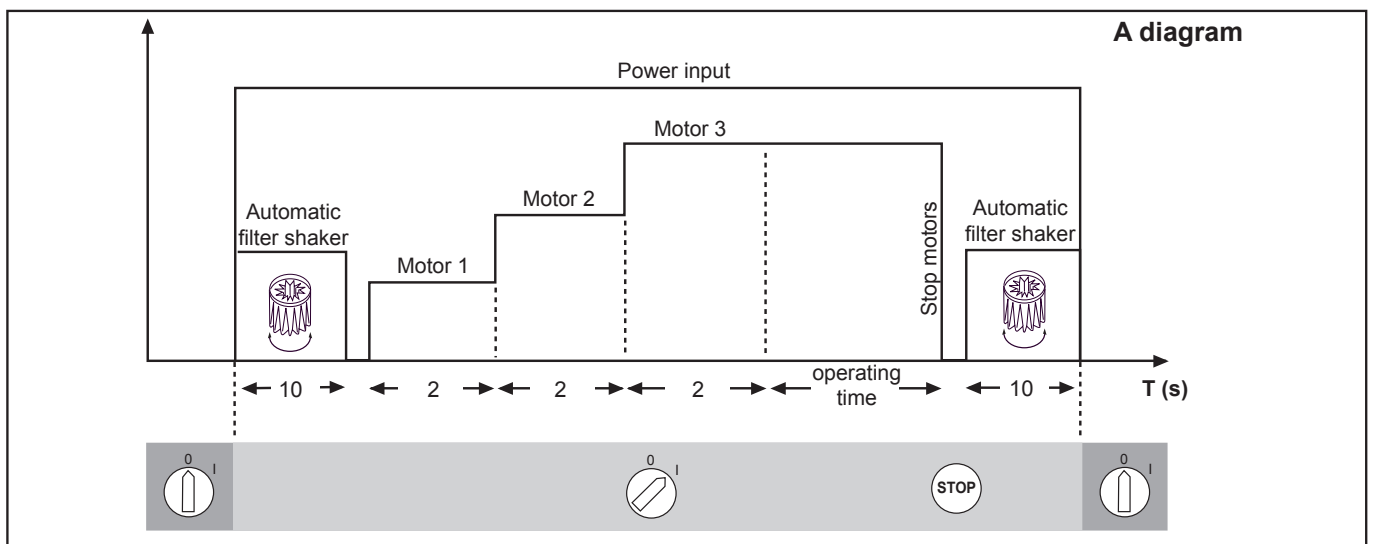 A diagram
Power input
Motor 3
Motor 2
Automatic
filter shaker
Motor 1
Stop motors
Automatic
filter shaker
10
2
2
2
operating
time
10
T (s)
0
I
0
I
STOP
0
I